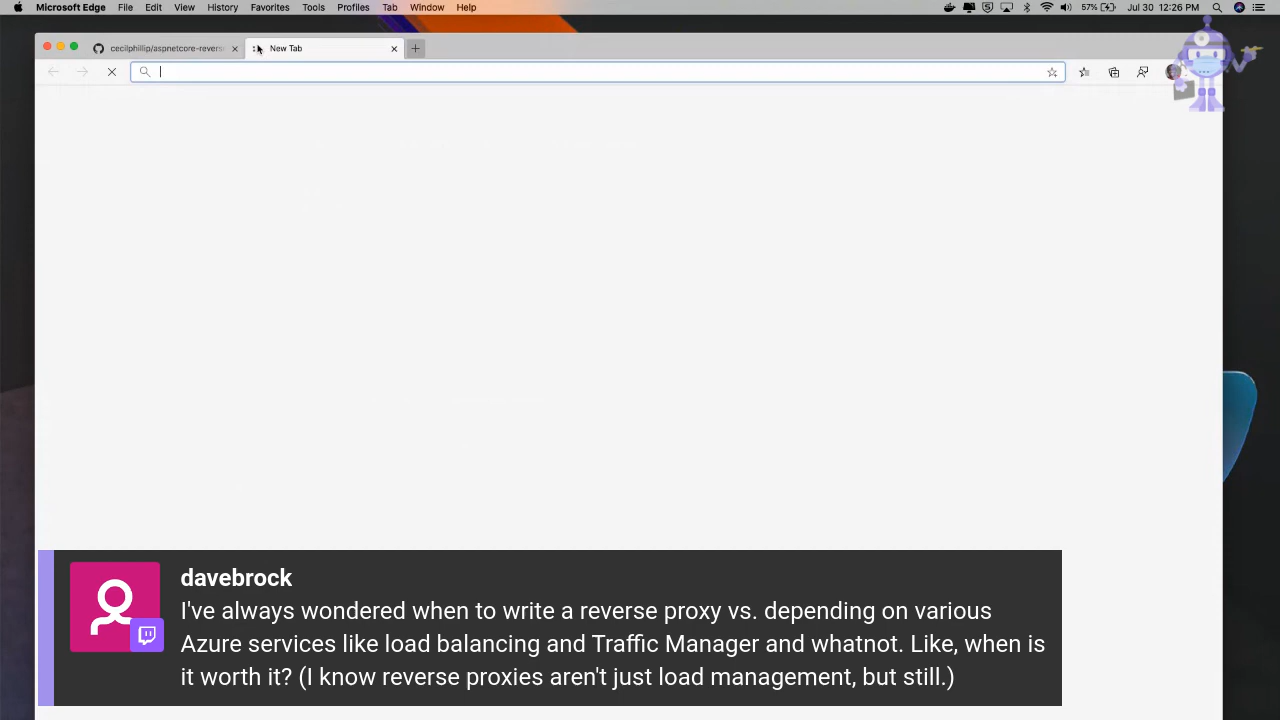 Microsoft Edge File Edit View History Favorites Tools Profiles Tab Window Help 57% Jul 30 12:26 PM
cecilphillip/aspnetcore-revers New Tab
davebrock
I've always wondered when to write a reverse proxy vs. depending on various
Azure services like load balancing and Traffic Manager and whatnot. Like, when is
it worth it? (I know reverse proxies aren't just load management, but still.)